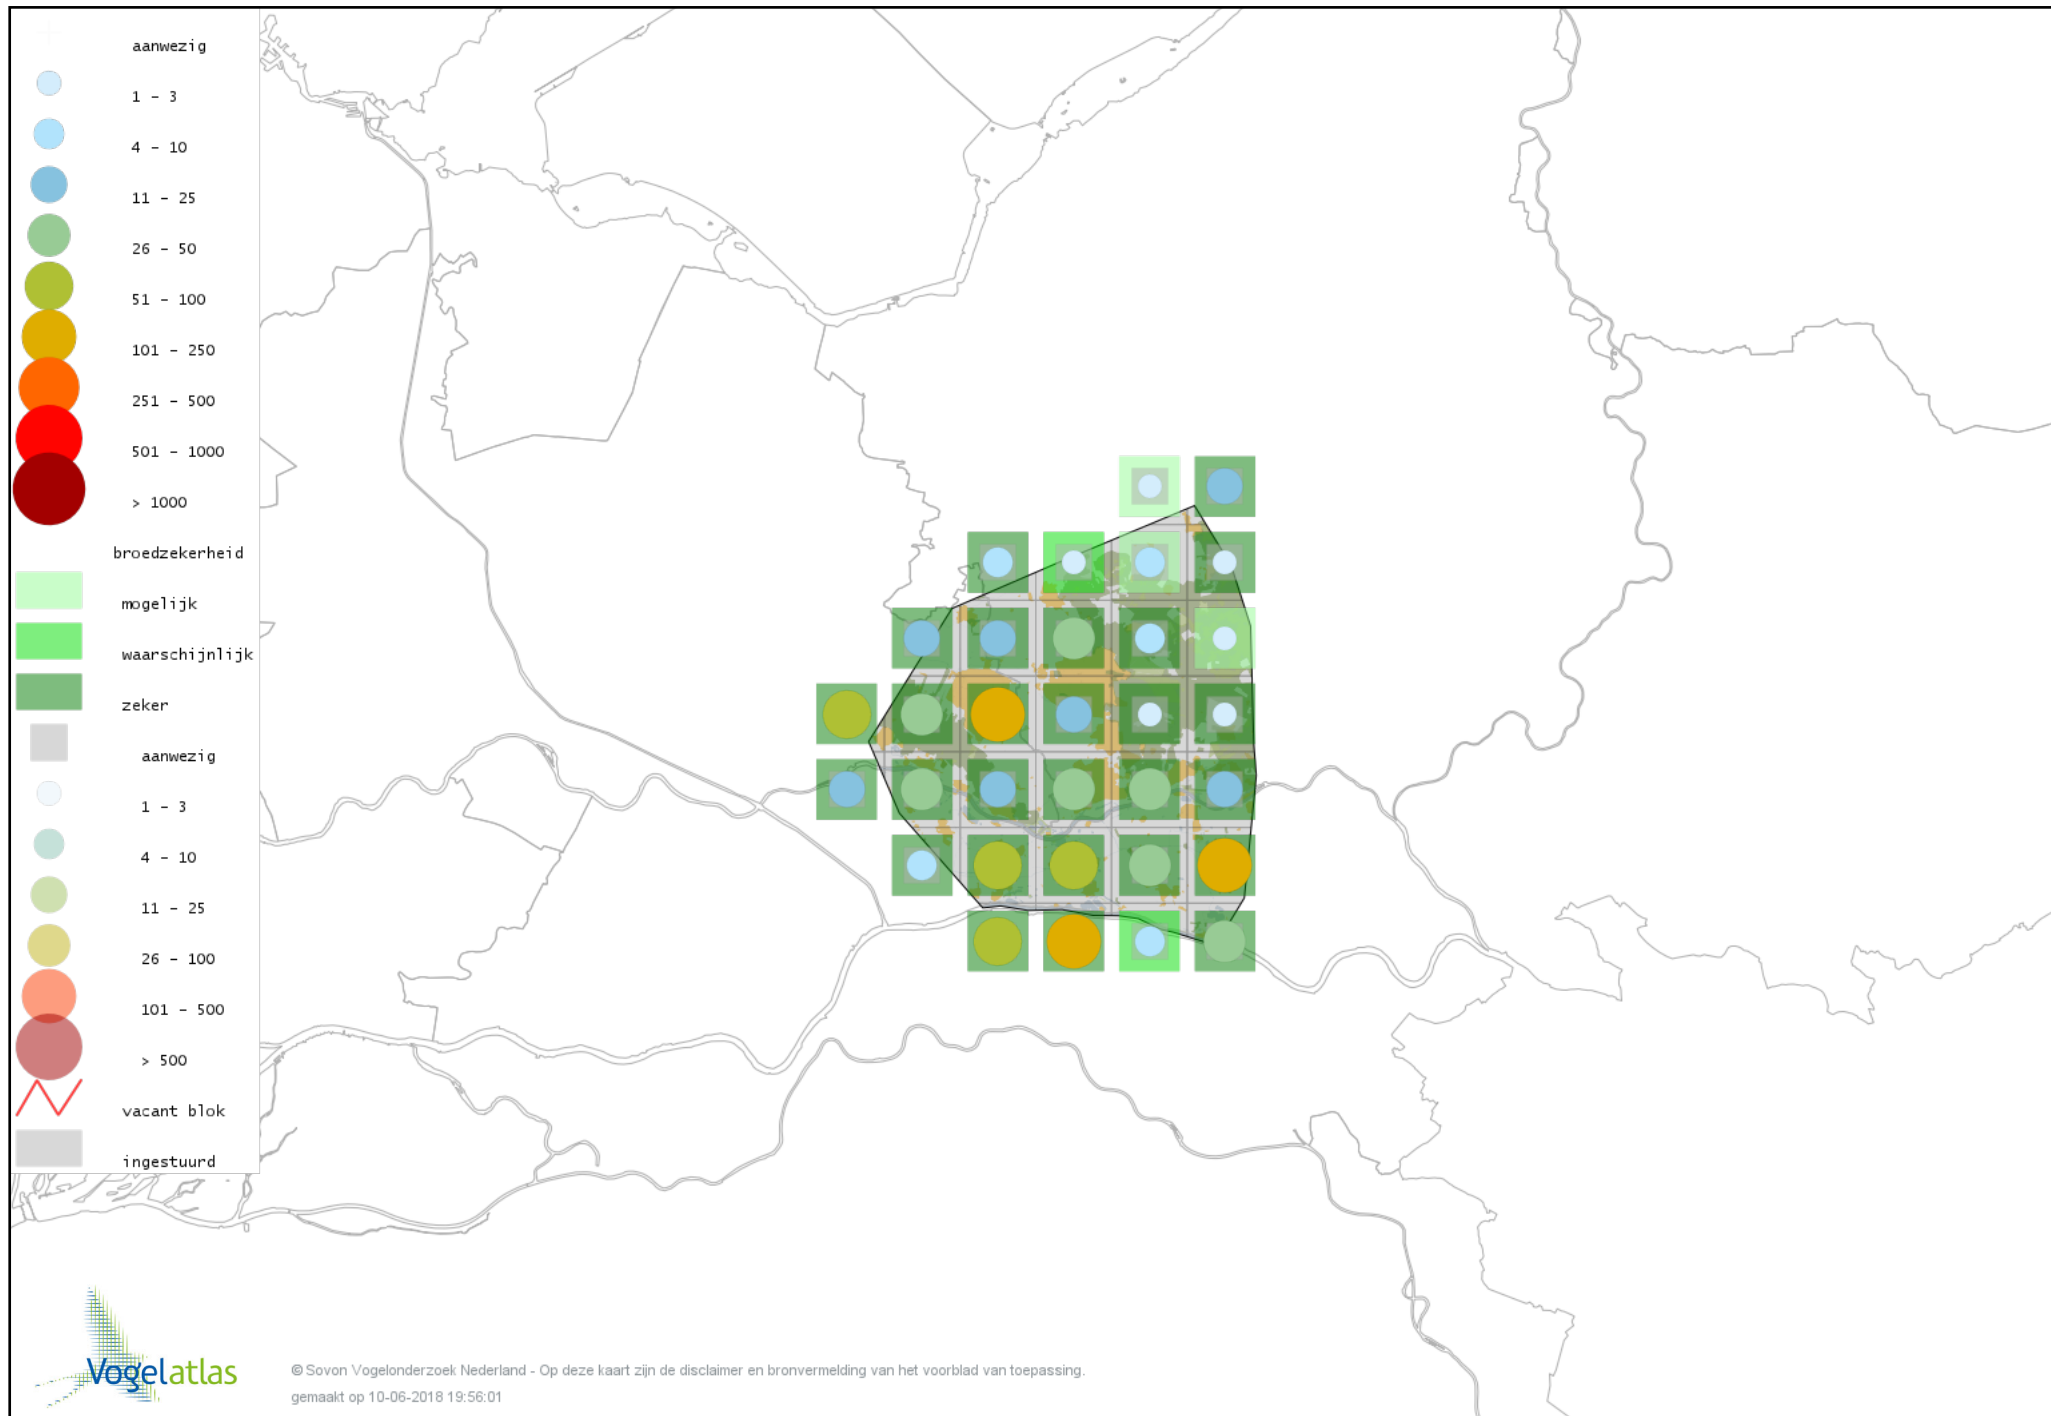 aanwezig
1 - 3
4 - 10
11 - 25
26 - 50
51 - 100
101 - 250
251 - 500
501 - 1000
> 1000
broedzekerheid
mogelijk
waarschijnlijk
zeker
aanwezig
1 - 3
4 - 10
11 - 25
26 - 100
101 - 500
> 500
vacant blok
ingestuurd
Vogelatlas
© Sovon Vogelonderzoek Nederland - Op deze kaart zijn de disclaimer en bronvermelding van het voorblad van toepassing.
gemaakt op 10-06-2018 19:56:01